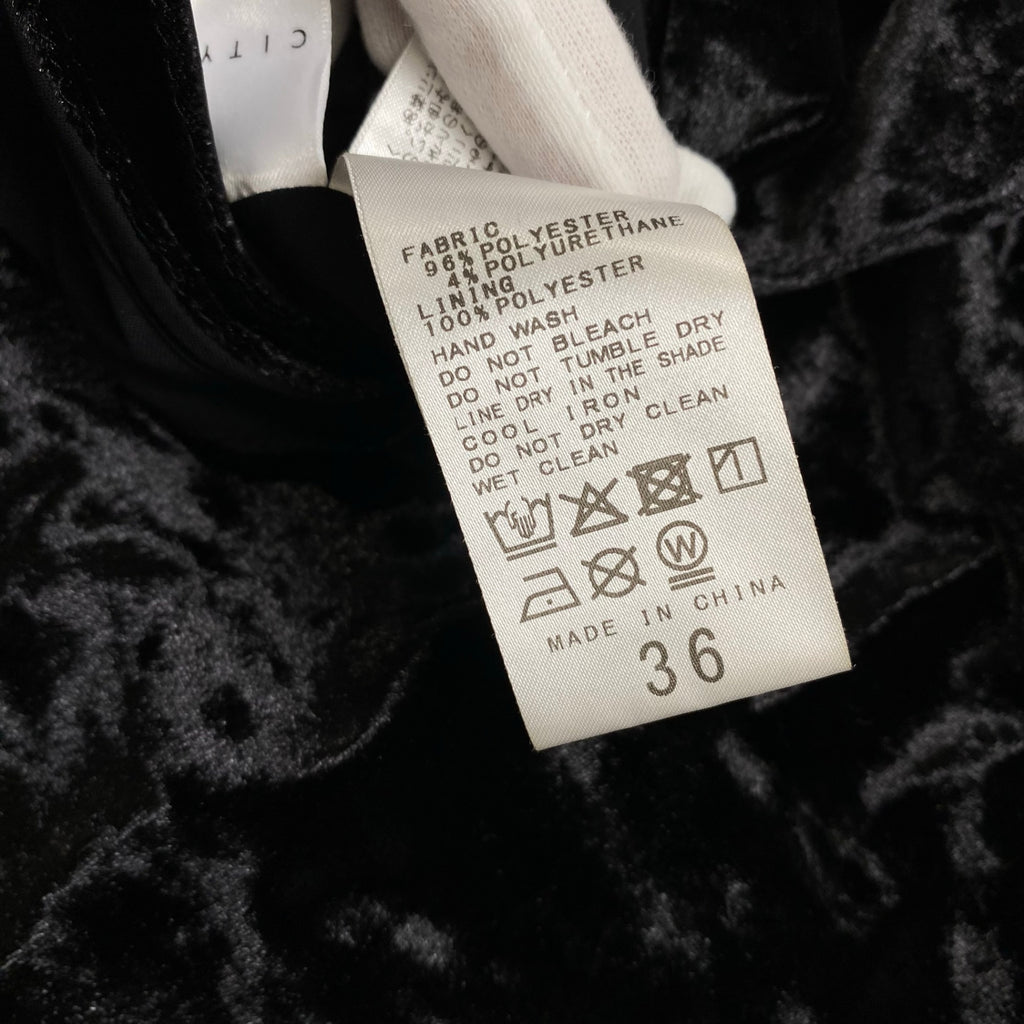 CITY
FABRIC
96% POLYESTER
4% POLYURETHANE
LINING
100% POLYESTER
HAND WASH
DO NOT BLEACH
DO NOT TUMBLE DRY
LINE DRY IN THE SHADE
COOL IRON
DO NOT DRY CLEAN
WET CLEAN
W
MADE IN CHINA
36